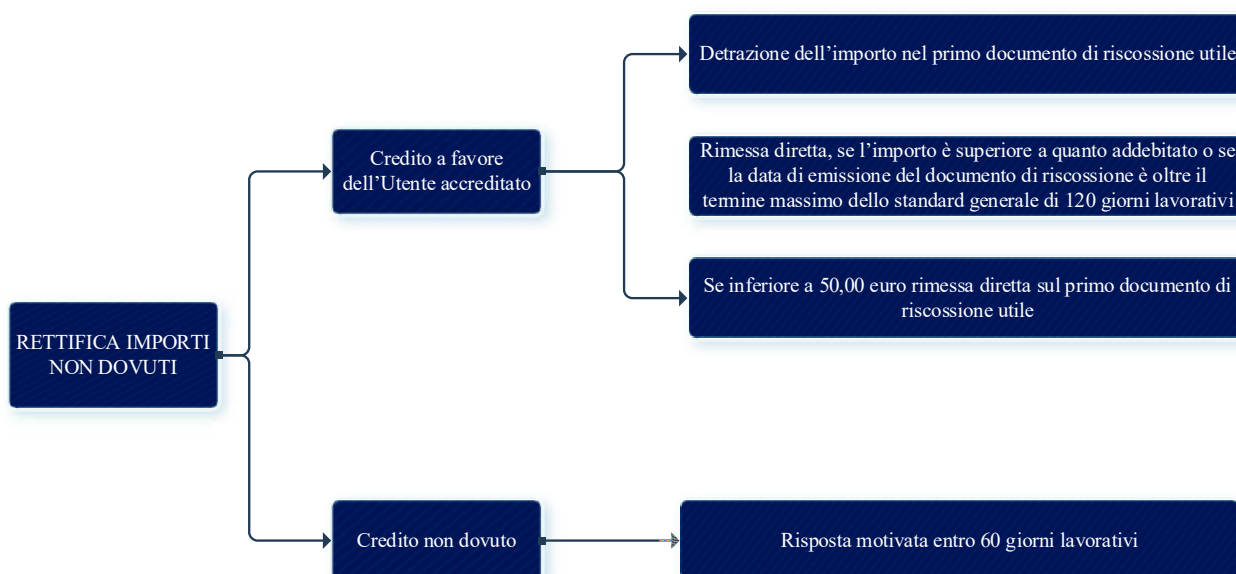 Detrazione dell’importo nel primo documento di riscossione utile
Credito a favore
dell’Utente accreditato
Rimessa diretta, se l’importo è superiore a quanto addebitato o se
la data di emissione del documento di riscossione è oltre il
termine massimo dello standard generale di 120 giorni lavorativi
Se inferiore a 50,00 euro rimessa diretta sul primo documento di
riscossione utile
RETTIFICA IMPORTI
NON DOVUTI
Credito non dovuto
Risposta motivata entro 60 giorni lavorativi